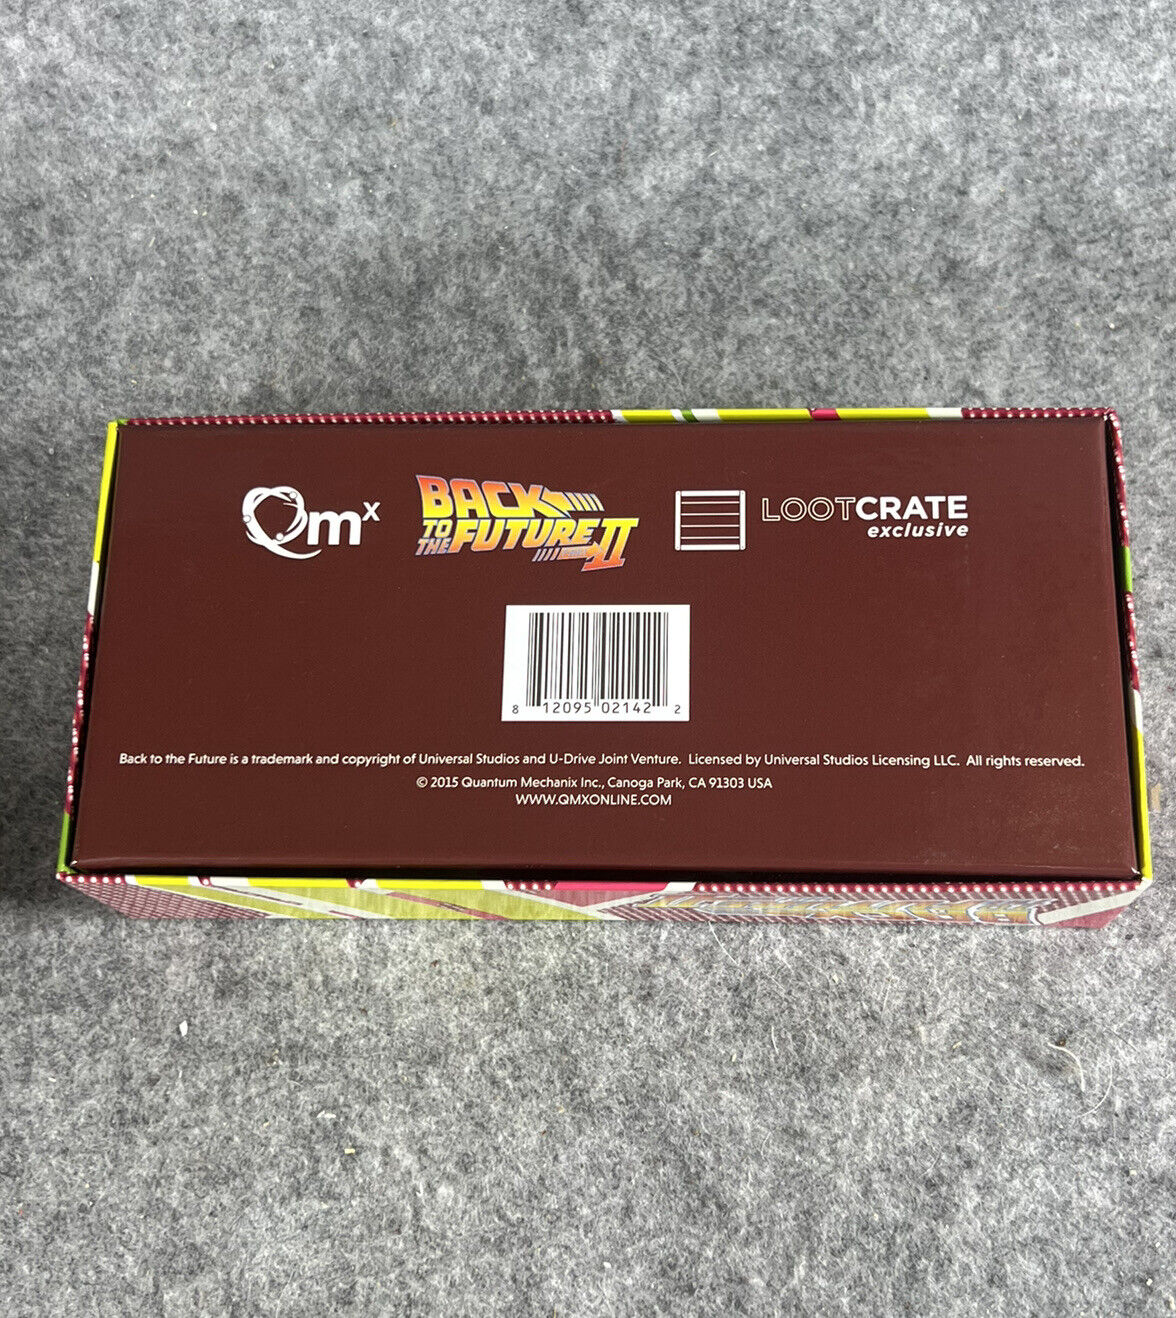 Qmx
BACK
TO THE FUTURE II
LOOTCRATE
exclusive
8 12095 02142 2
Back to the Future is a trademark and copyright of Universal Studios and U-Drive Joint Venture. Licensed by Universal Studios Licensing LLC. All rights reserved.
© 2015 Quantum Mechanix Inc., Canoga Park, CA 91303 USA
WWW.QMXONLINE.COM